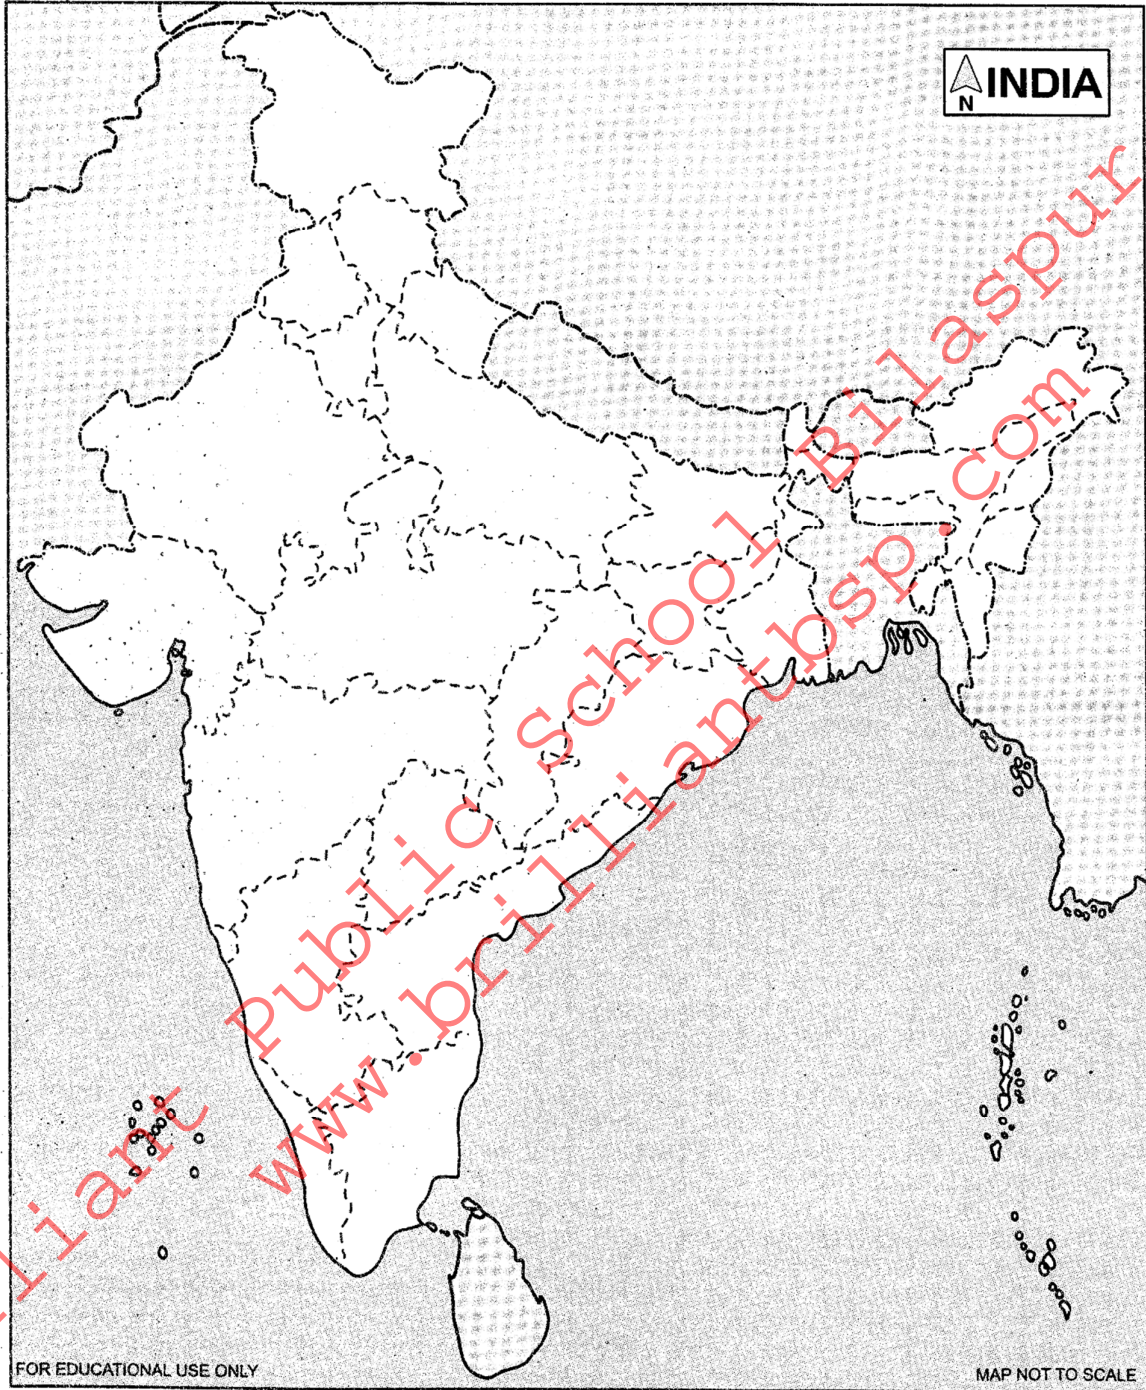 INDIA
N
Brilliant Public School Bilaspur
www.brilliantbsp.com
FOR EDUCATIONAL USE ONLY
MAP NOT TO SCALE